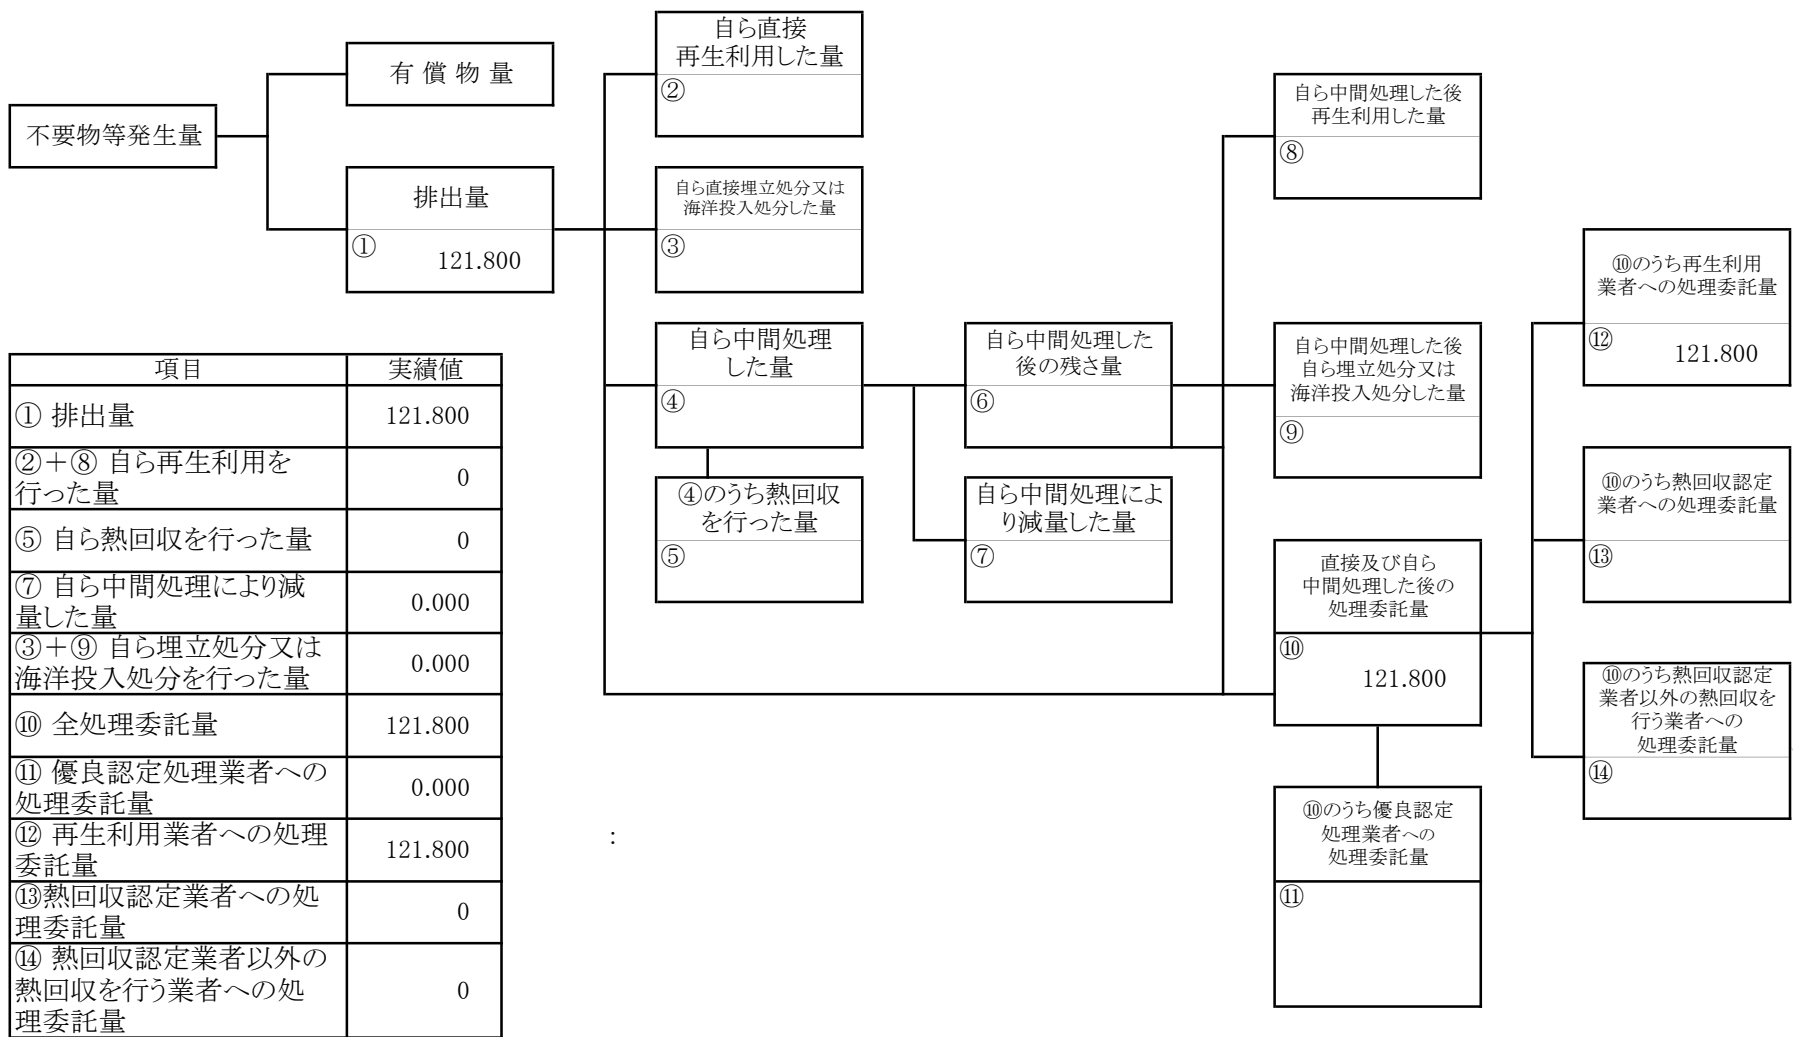 不要物等発生量
有 償 物 量
排出量
①
121.800
自ら直接
再生利用した量
②
自ら直接埋立処分又は
海洋投入処分した量
③
自ら中間処理
した量
④
④のうち熱回収
を行った量
⑤
自ら中間処理した
後の残さ量
⑥
自ら中間処理によ
り減量した量
⑦
自ら中間処理した後
再生利用した量
⑧
自ら中間処理した後
自ら埋立処分又は
海洋投入処分した量
⑨
直接及び自ら
中間処理した後の
処理委託量
⑩
121.800
⑩のうち優良認定
処理業者への
処理委託量
⑪
⑩のうち再生利用
業者への処理委託量
⑫
121.800
⑩のうち熱回収認定
業者への処理委託量
⑬
⑩のうち熱回収認定
業者以外の熱回収を
行う業者への
処理委託量
⑭
項目 実績値
① 排出量 121.800
②＋⑧ 自ら再生利用を
行った量
0
⑤ 自ら熱回収を行った量 0
⑦ 自ら中間処理により減
量した量
0.000
③＋⑨ 自ら埋立処分又は
海洋投入処分を行った量
0.000
⑩ 全処理委託量 121.800
⑪ 優良認定処理業者への
処理委託量
0.000
⑫ 再生利用業者への処理
委託量
121.800
⑬熱回収認定業者への処
理委託量
0
⑭ 熱回収認定業者以外の
熱回収を行う業者への処
理委託量
0
: